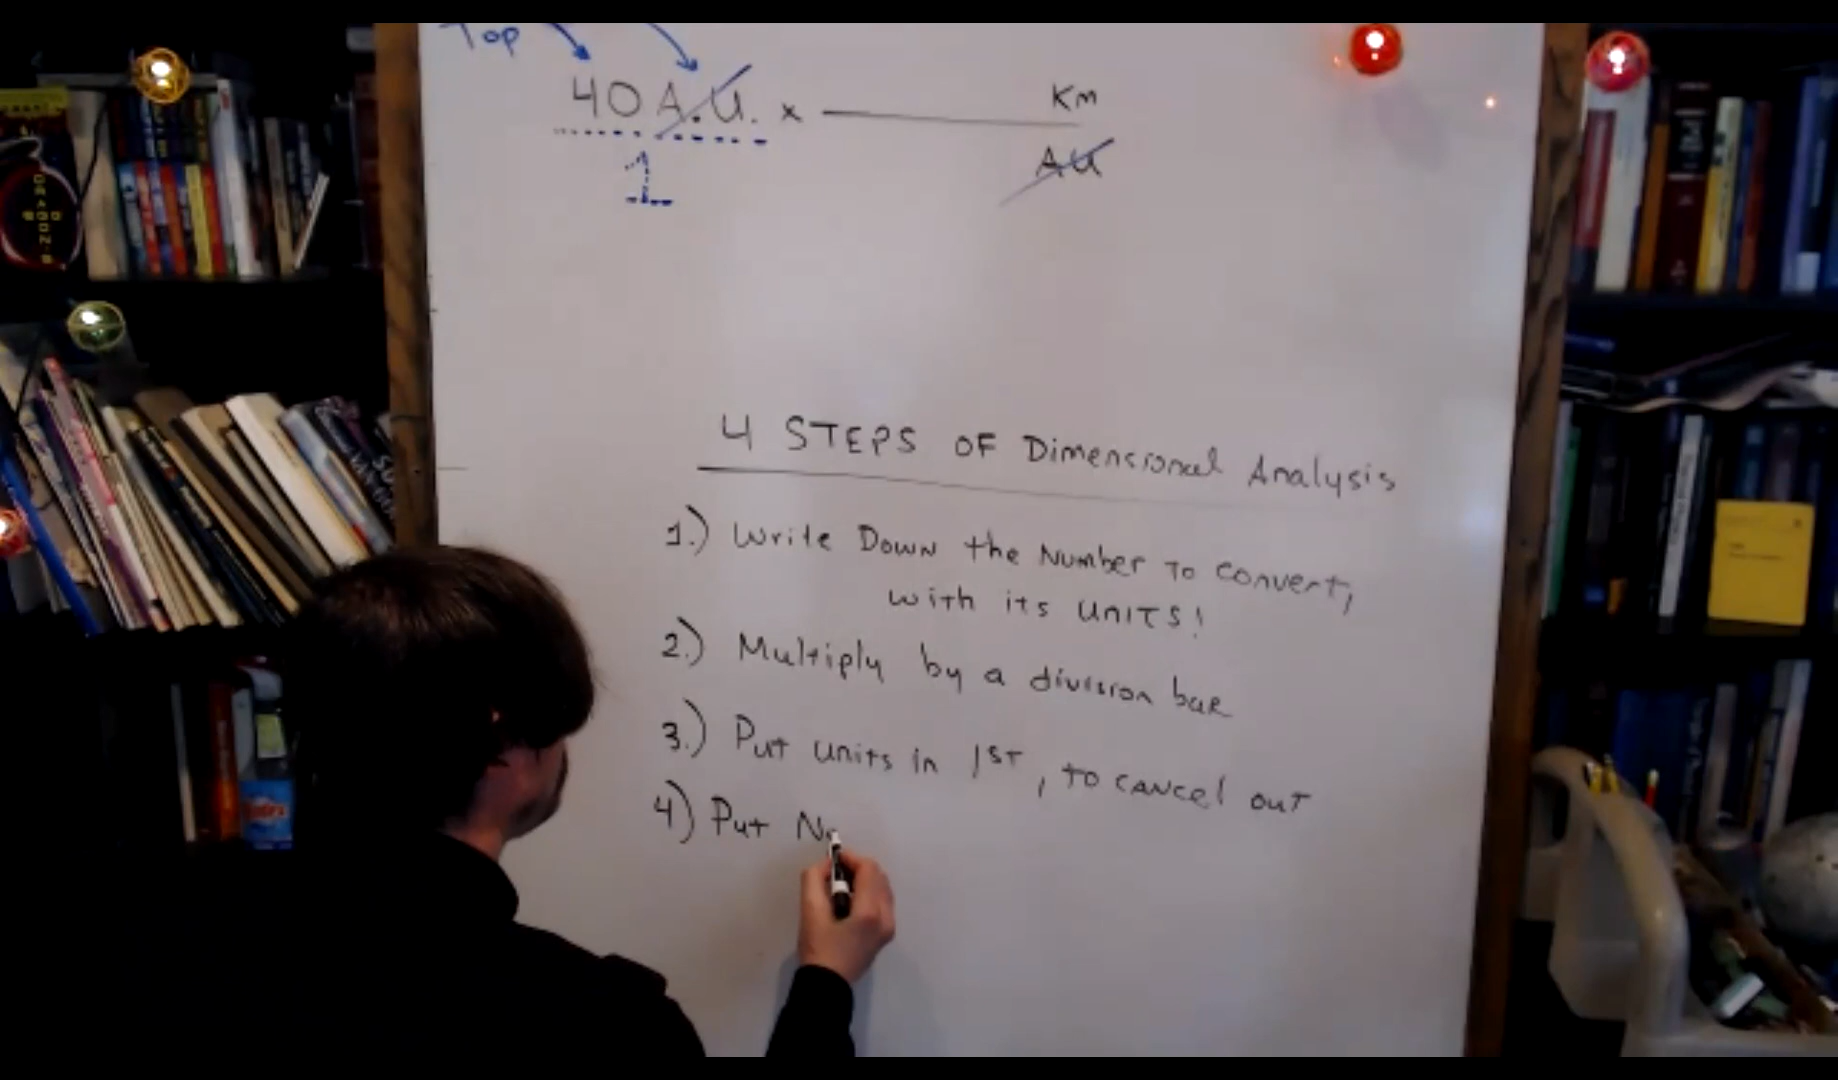 Top
40 A.U. x Km
1 AU
4 STEPS OF Dimensional Analysis
1.) Write Down the Number To convert,
with its UNITS!
2.) Multiply by a division bar
3.) Put units in 1ST, to cancel out
4) Put No